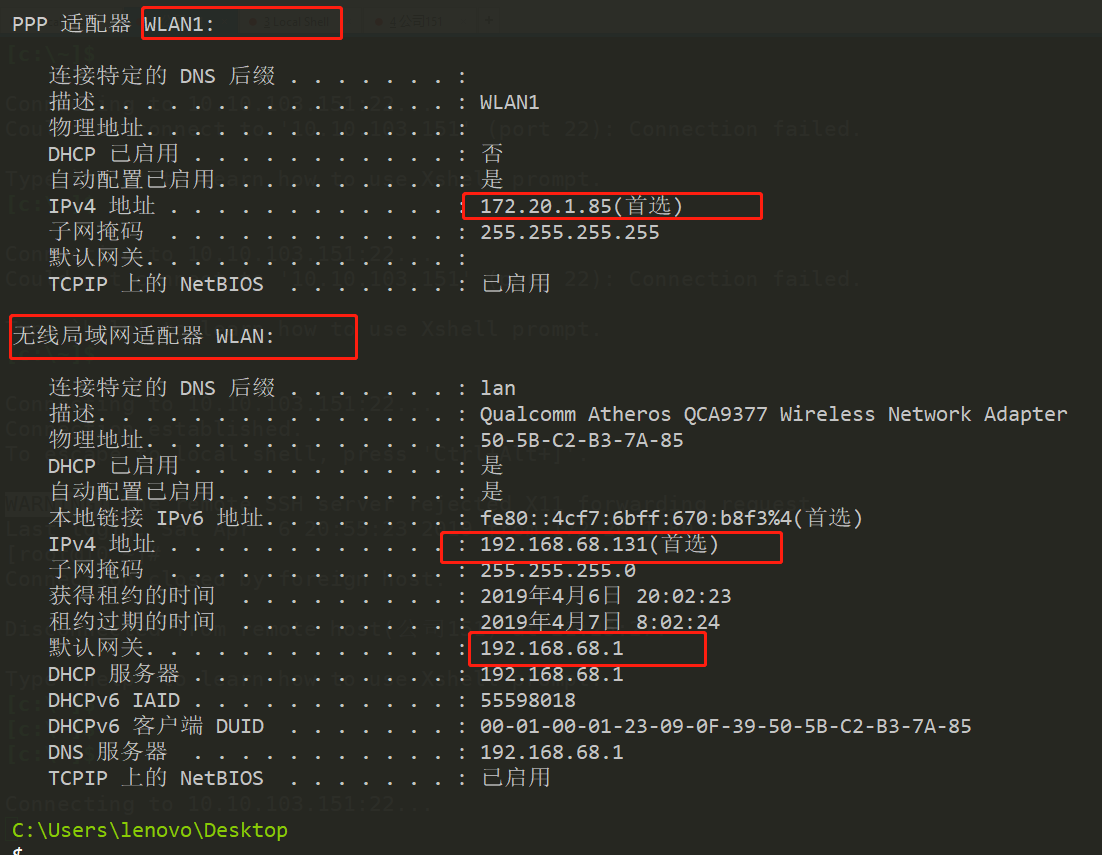 PPP 适配器 WLAN1:
连接特定的 DNS 后缀 . . . . . . . :
描述. . . . . . . . . . . . . . . : WLAN1
物理地址. . . . . . . . . . . . . :
DHCP 已启用 . . . . . . . . . . . : 否
自动配置已启用. . . . . . . . . . : 是
IPv4 地址 . . . . . . . . . . . . : 172.20.1.85(首选)
子网掩码 . . . . . . . . . . . . : 255.255.255.255
默认网关. . . . . . . . . . . . . :
TCPIP 上的 NetBIOS . . . . . . . : 已启用
无线局域网适配器 WLAN:
连接特定的 DNS 后缀 . . . . . . . : lan
描述. . . . . . . . . . . . . . . : Qualcomm Atheros QCA9377 Wireless Network Adapter
物理地址. . . . . . . . . . . . . : 50-5B-C2-B3-7A-85
DHCP 已启用 . . . . . . . . . . . : 是
自动配置已启用. . . . . . . . . . : 是
本地链接 IPv6 地址. . . . . . . . : fe80::4cf7:6bff:670:b8f3%4(首选)
IPv4 地址 . . . . . . . . . . . . : 192.168.68.131(首选)
子网掩码 . . . . . . . . . . . . : 255.255.255.0
获得租约的时间 . . . . . . . . . : 2019年4月6日 20:02:23
租约过期的时间 . . . . . . . . . : 2019年4月7日 8:02:24
默认网关. . . . . . . . . . . . . : 192.168.68.1
DHCP 服务器 . . . . . . . . . . . : 192.168.68.1
DHCPv6 IAID . . . . . . . . . . . : 55598018
DHCPv6 客户端 DUID . . . . . . . : 00-01-00-01-23-09-0F-39-50-5B-C2-B3-7A-85
DNS 服务器 . . . . . . . . . . . : 192.168.68.1
TCPIP 上的 NetBIOS . . . . . . . : 已启用
C:\Users\lenovo\Desktop
$